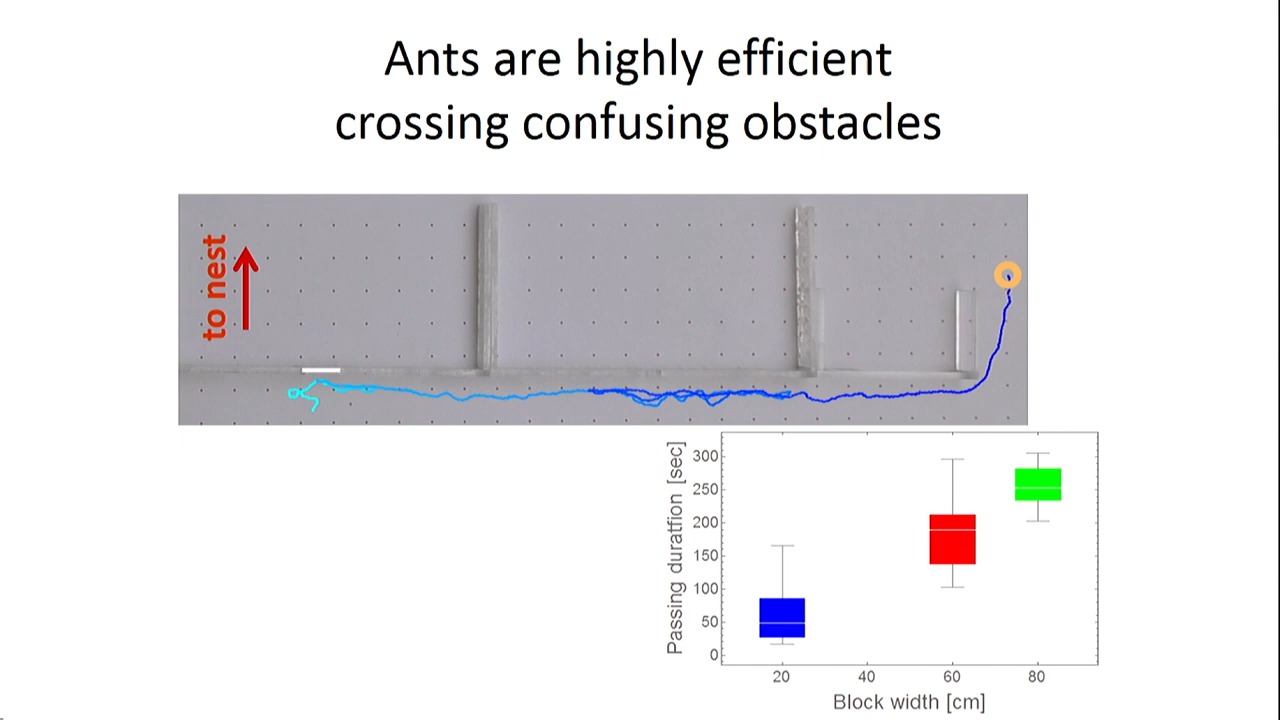 Ants are highly efficient
crossing confusing obstacles
to nest
Passing duratfion [sec]
300
250
200
150
100
50
0
20 40 60 80
Block width [cm]